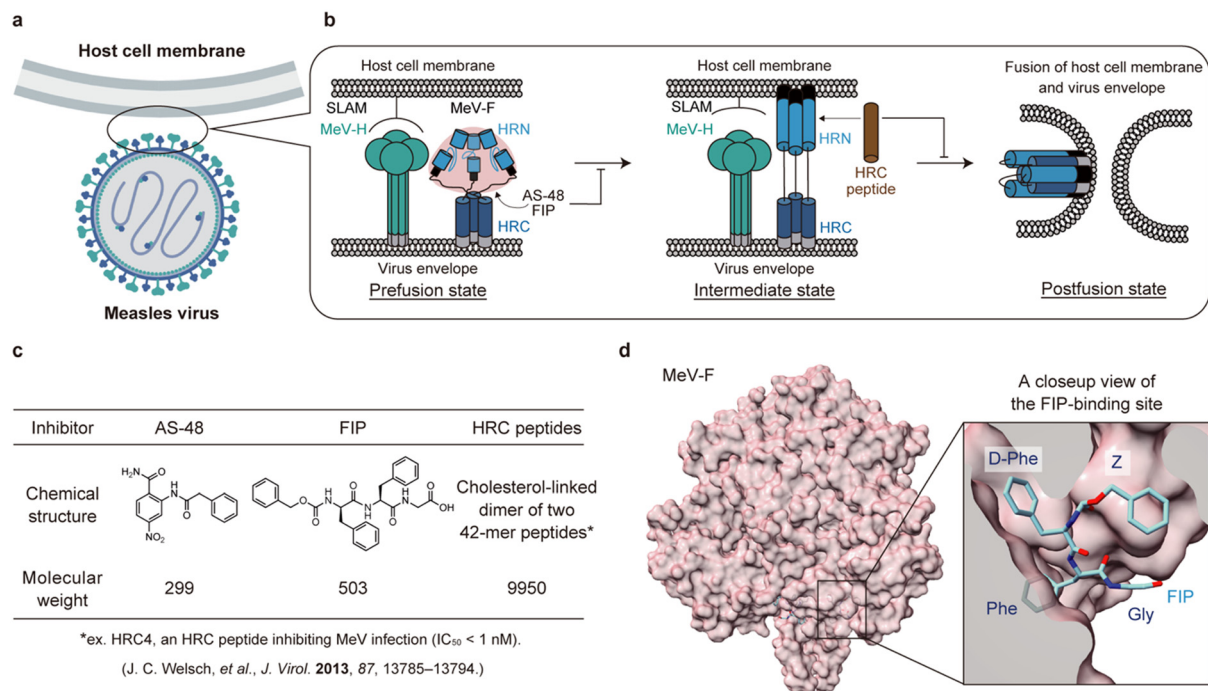 a
Host cell membrane
Measles virus
b
Host cell membrane
SLAM
MeV-F
MeV-H
HRN
AS-48
FIP
HRC
Virus envelope
Prefusion state
Host cell membrane
SLAM
MeV-H
HRN
HRC
peptide
HRC
Virus envelope
Intermediate state
Fusion of host cell membrane
and virus envelope
Postfusion state
c
Inhibitor AS-48 FIP HRC peptides
Chemical
structure
H₂N
O
H
N
O
NO₂
O
O
H
N
O
N
H
O
H
N
O
OH
Cholesterol-linked
dimer of two
42-mer peptides*
Molecular
weight
299 503 9950
*ex. HRC4, an HRC peptide inhibiting MeV infection (IC₅₀ < 1 nM).
(J. C. Welsch, et al., J. Virol. 2013, 87, 13785–13794.)
d
MeV-F
A closeup view of
the FIP-binding site
D-Phe
Z
Phe
Gly
FIP